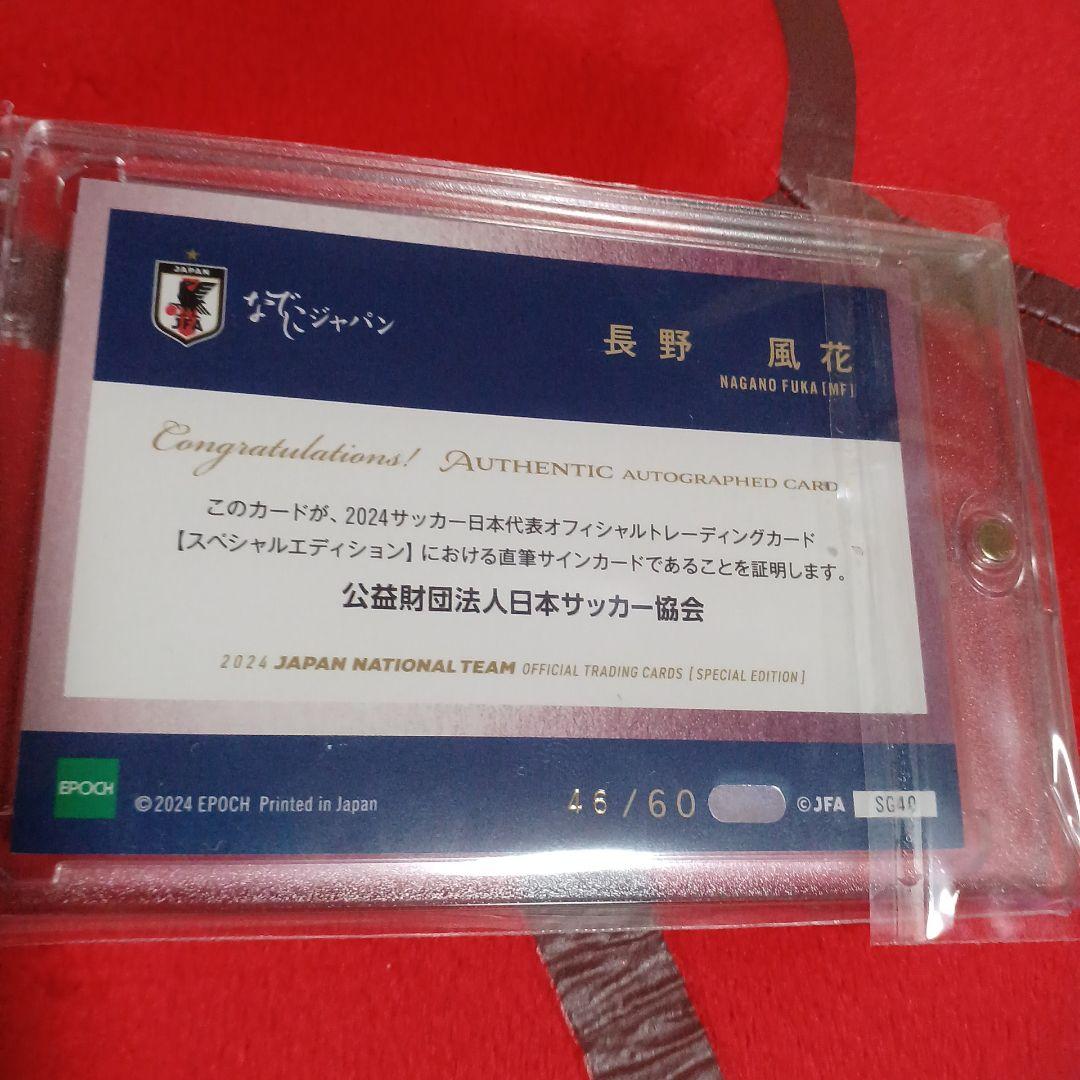 JAPAN
JFA
なでしこジャパン
長野 風花
NAGANO FUKA [MF]
Congratulations! AUTHENTIC AUTOGRAPHED CARD
このカードが、2024サッカー日本代表オフィシャルトレーディングカード
【スペシャルエディション】における直筆サインカードであることを証明します。
公益財団法人日本サッカー協会
2024 JAPAN NATIONAL TEAM OFFICIAL TRADING CARDS [SPECIAL EDITION]
EPOCH
©2024 EPOCH Printed in Japan
46/60
©JFA
SG40